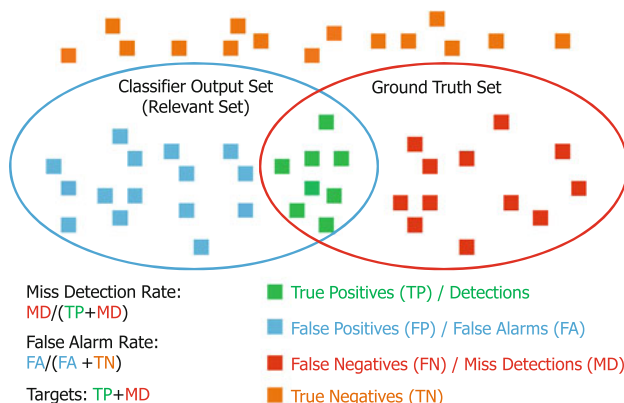 Classifier Output Set
(Relevant Set)
Ground Truth Set
Miss Detection Rate:
MD/(TP+MD)
False Alarm Rate:
FA/(FA +TN)
Targets: TP+MD
True Positives (TP) / Detections
False Positives (FP) / False Alarms (FA)
False Negatives (FN) / Miss Detections (MD)
True Negatives (TN)